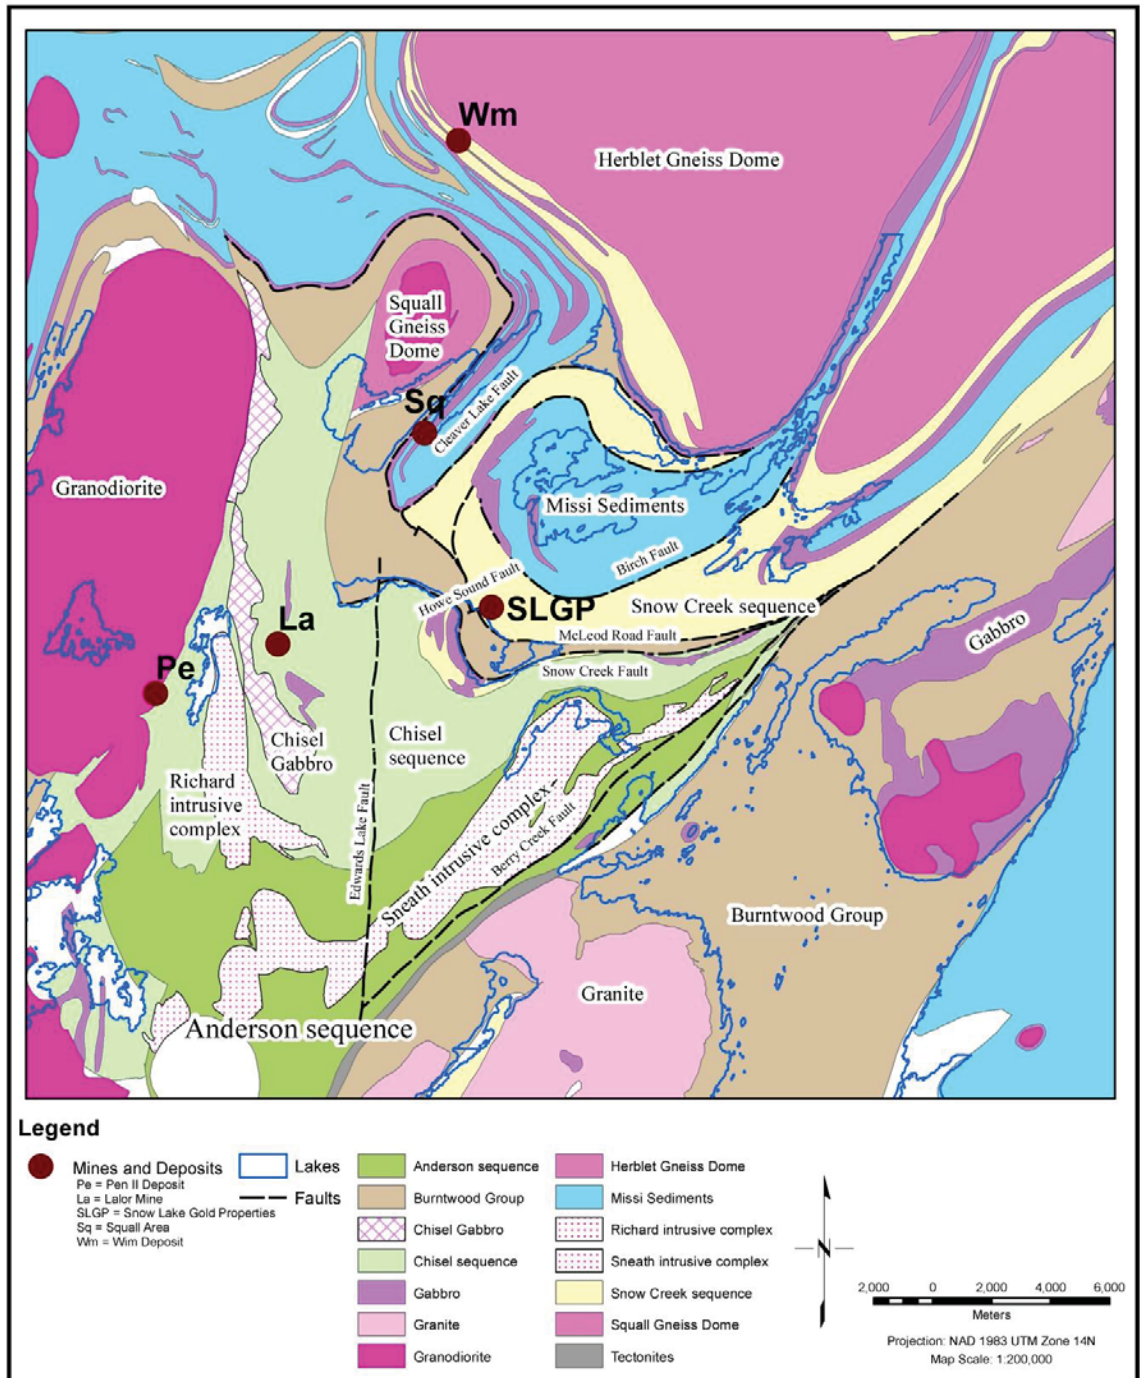 Wm
Herblet Gneiss Dome
Squall
Gneiss
Dome
Sq
Cleaver Lake Fault
Granodiorite
Missi Sediments
Birch Fault
Howe Sound Fault
SLGP
Snow Creek sequence
La
McLeod Road Fault
Gabbro
Pe
Snow Creek Fault
Chisel
Gabbro
Chisel
sequence
Richard
intrusive
complex
Edwards Lake Fault
Sneath intrusive complex
Berry Creek Fault
Burntwood Group
Granite
Anderson sequence
Legend
Mines and Deposits
Pe = Pen II Deposit
La = Lalor Mine
SLGP = Snow Lake Gold Properties
Sq = Squall Area
Wm = Wim Deposit
Lakes
Faults
Anderson sequence
Burntwood Group
Chisel Gabbro
Chisel sequence
Gabbro
Granite
Granodiorite
Herblet Gneiss Dome
Missi Sediments
Richard intrusive complex
Sneath intrusive complex
Snow Creek sequence
Squall Gneiss Dome
Tectonites
N
2,000 0 2,000 4,000 6,000
Meters
Projection: NAD 1983 UTM Zone 14N
Map Scale: 1:200,000